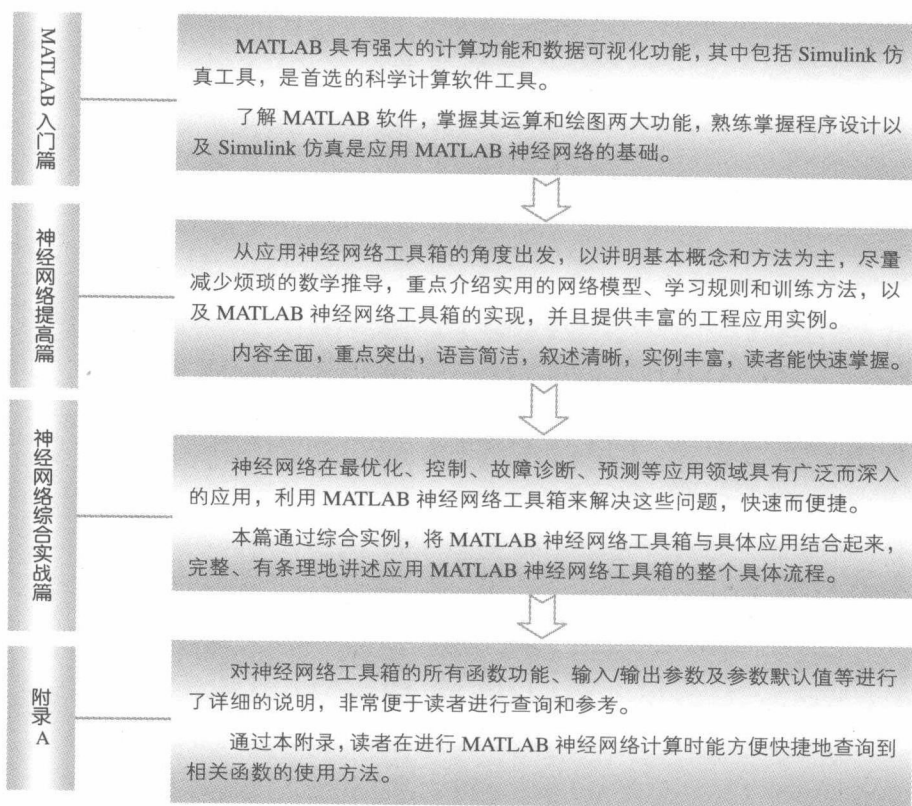 MATLAB 入门篇
MATLAB 具有强大的计算功能和数据可视化功能，其中包括 Simulink 仿
真工具，是首选的科学计算软件工具。
了解 MATLAB 软件，掌握其运算和绘图两大功能，熟练掌握程序设计以
及 Simulink 仿真是应用 MATLAB 神经网络的基础。
神经网络提高篇
从应用神经网络工具箱的角度出发，以讲明基本概念和方法为主，尽量
减少烦琐的数学推导，重点介绍实用的网络模型、学习规则和训练方法，以
及 MATLAB 神经网络工具箱的实现，并且提供丰富的工程应用实例。
内容全面，重点突出，语言简洁，叙述清晰，实例丰富，读者能快速掌握。
神经网络综合实战篇
神经网络在最优化、控制、故障诊断、预测等应用领域具有广泛而深入
的应用，利用 MATLAB 神经网络工具箱来解决这些问题，快速而便捷。
本篇通过综合实例，将 MATLAB 神经网络工具箱与具体应用结合起来，
完整、有条理地讲述应用 MATLAB 神经网络工具箱的整个具体流程。
附录 A
对神经网络工具箱的所有函数功能、输入/输出参数及参数默认值等进行
了详细的说明，非常便于读者进行查询和参考。
通过本附录，读者在进行 MATLAB 神经网络计算时能方便快捷地查询到
相关函数的使用方法。